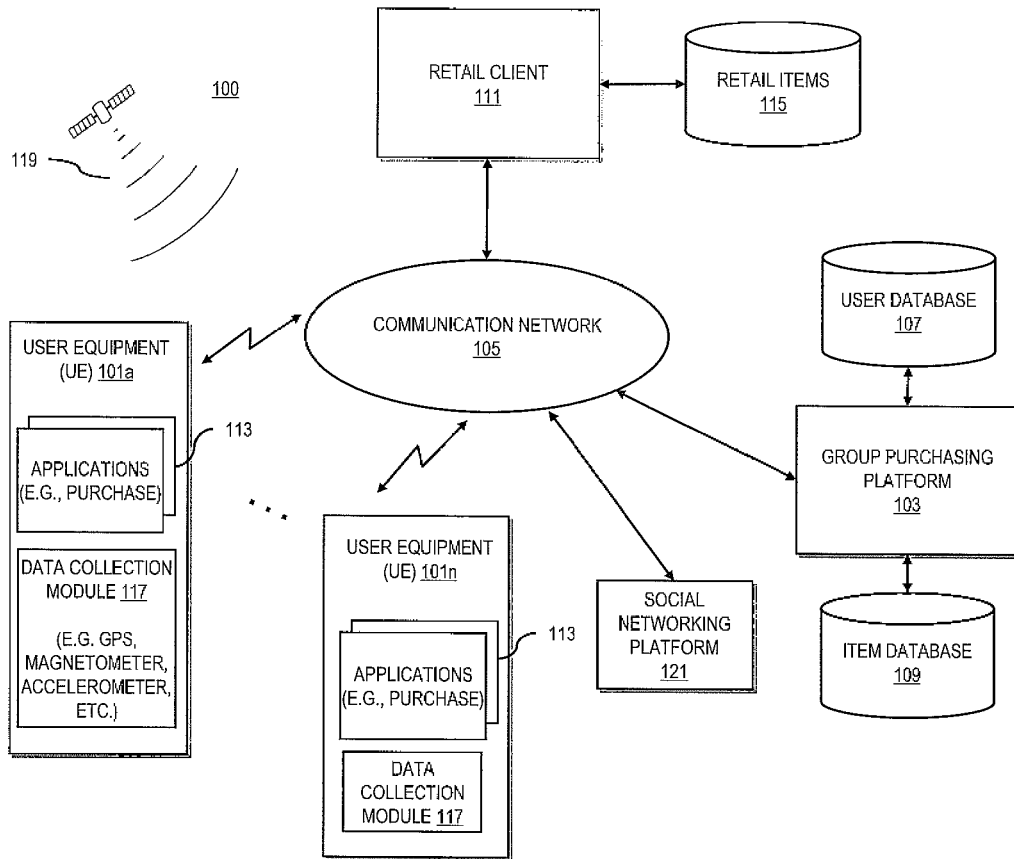 100
119
RETAIL CLIENT
111
RETAIL ITEMS
115
COMMUNICATION NETWORK
105
USER DATABASE
107
GROUP PURCHASING
PLATFORM
103
ITEM DATABASE
109
SOCIAL
NETWORKING
PLATFORM
121
USER EQUIPMENT
(UE) 101a
113
APPLICATIONS
(E.G., PURCHASE)
DATA COLLECTION
MODULE 117
(E.G. GPS,
MAGNETOMETER,
ACCELEROMETER,
ETC.)
. . .
USER EQUIPMENT
(UE) 101n
113
APPLICATIONS
(E.G., PURCHASE)
DATA
COLLECTION
MODULE 117